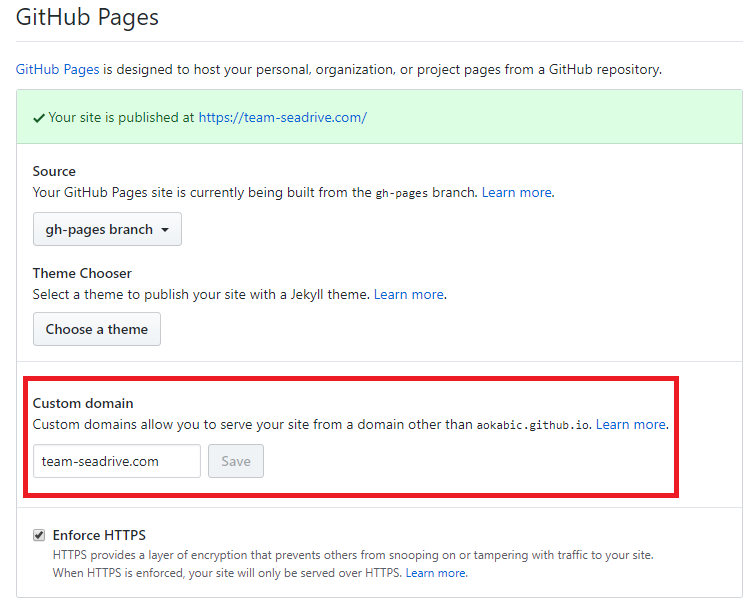 GitHub Pages
GitHub Pages is designed to host your personal, organization, or project pages from a GitHub repository.
Your site is published at https://team-seadrive.com/
Source
Your GitHub Pages site is currently being built from the gh-pages branch. Learn more.
gh-pages branch
Theme Chooser
Select a theme to publish your site with a Jekyll theme. Learn more.
Choose a theme
Custom domain
Custom domains allow you to serve your site from a domain other than aokabic.github.io. Learn more.
team-seadrive.com Save
Enforce HTTPS
HTTPS provides a layer of encryption that prevents others from snooping on or tampering with traffic to your site.
When HTTPS is enforced, your site will only be served over HTTPS. Learn more.